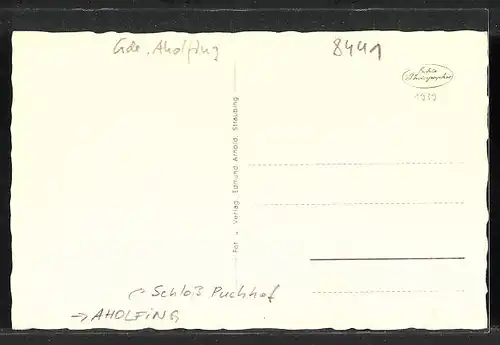 Gde. Aholfing
8441
Echte
Photographie
1959
Fot. + Verlag: Edmund Arnold, Straubing
Schloß Puchhof
→ AHOLFING